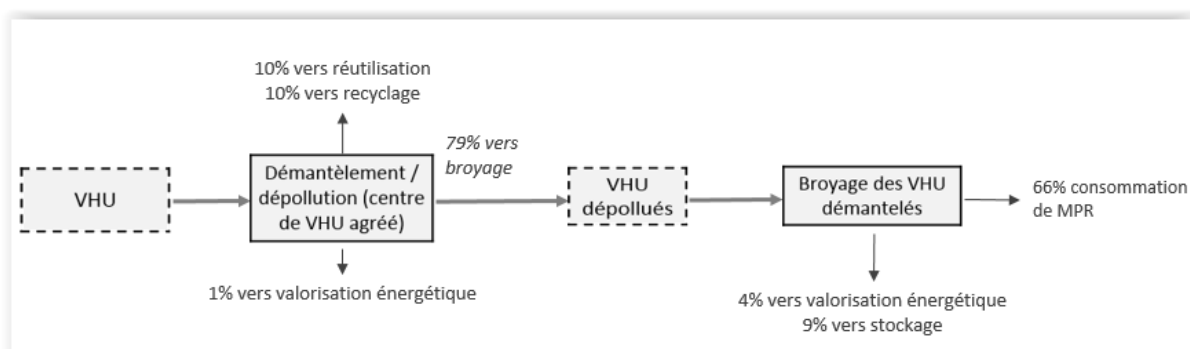 10% vers réutilisation
10% vers recyclage
79% vers
broyage
VHU
Démantèlement /
dépollution (centre
de VHU agréé)
VHU
dépollués
Broyage des VHU
démantelés
66% consommation
de MPR
1% vers valorisation énergétique
4% vers valorisation énergétique
9% vers stockage